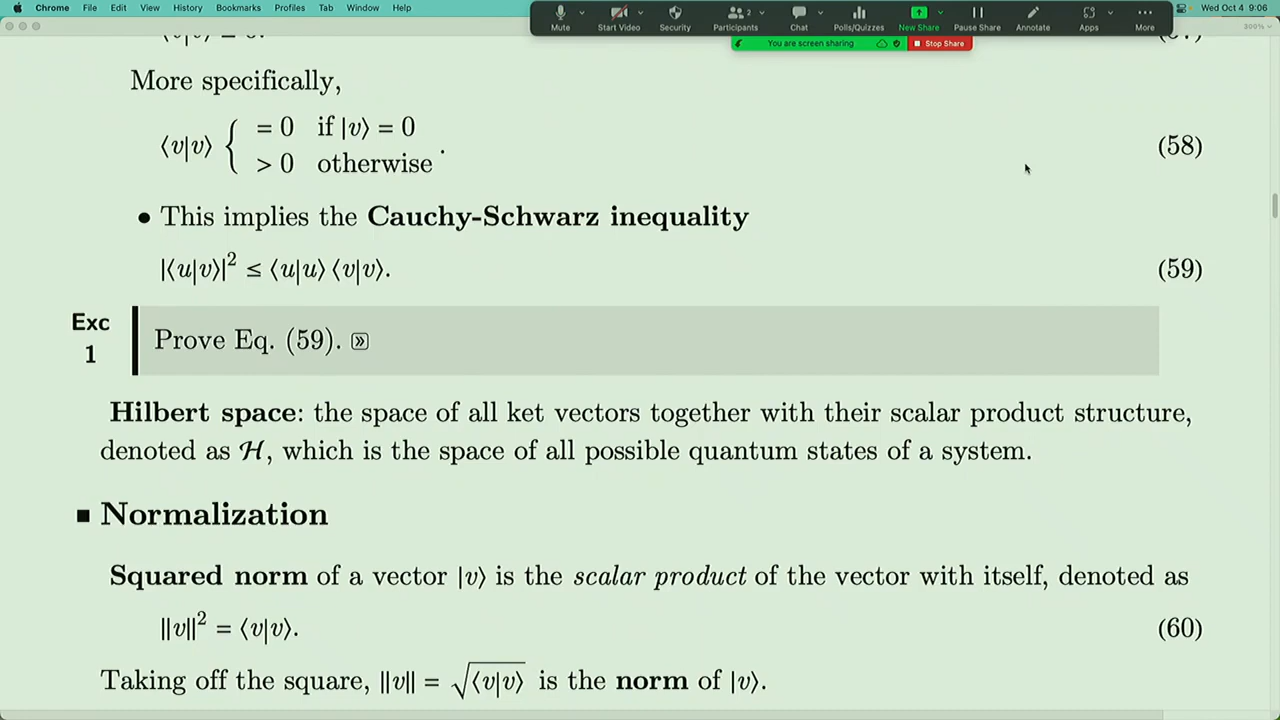 Chrome File Edit View History Bookmarks Profiles Tab Window Help
Wed Oct 4 9:06
Mute Start Video Security Participants 2 Chat Polls/Quizzes New Share Pause Share Annotate Apps More
You are screen sharing Stop Share
300%
More specifically,
⟨v|v⟩ { = 0 if |v⟩ = 0
> 0 otherwise . (58)
• This implies the Cauchy-Schwarz inequality
|⟨u|v⟩|² ≤ ⟨u|u⟩ ⟨v|v⟩. (59)
Exc
1
Prove Eq. (59). »
Hilbert space: the space of all ket vectors together with their scalar product structure,
denoted as ℋ, which is the space of all possible quantum states of a system.
■ Normalization
Squared norm of a vector |v⟩ is the scalar product of the vector with itself, denoted as
‖v‖² = ⟨v|v⟩. (60)
Taking off the square, ‖v‖ = √⟨v|v⟩ is the norm of |v⟩.